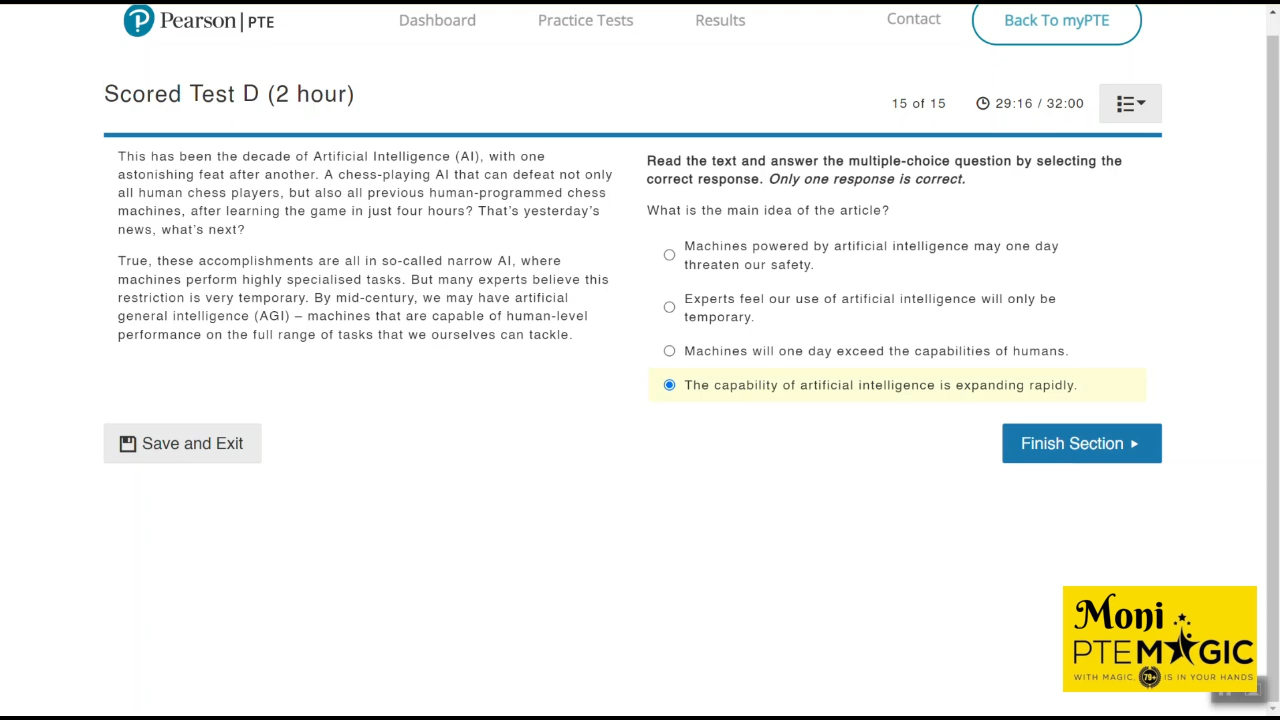 Pearson | PTE
Dashboard
Practice Tests
Results
Contact
Back To myPTE
Scored Test D (2 hour)
15 of 15
29:16 / 32:00
This has been the decade of Artificial Intelligence (AI), with one
astonishing feat after another. A chess-playing AI that can defeat not only
all human chess players, but also all previous human-programmed chess
machines, after learning the game in just four hours? That's yesterday's
news, what's next?
True, these accomplishments are all in so-called narrow AI, where
machines perform highly specialised tasks. But many experts believe this
restriction is very temporary. By mid-century, we may have artificial
general intelligence (AGI) – machines that are capable of human-level
performance on the full range of tasks that we ourselves can tackle.
Read the text and answer the multiple-choice question by selecting the
correct response. Only one response is correct.
What is the main idea of the article?
Machines powered by artificial intelligence may one day
threaten our safety.
Experts feel our use of artificial intelligence will only be
temporary.
Machines will one day exceed the capabilities of humans.
The capability of artificial intelligence is expanding rapidly.
Save and Exit
Finish Section
Moni
PTE MAGIC
WITH MAGIC, 79+ IS IN YOUR HANDS